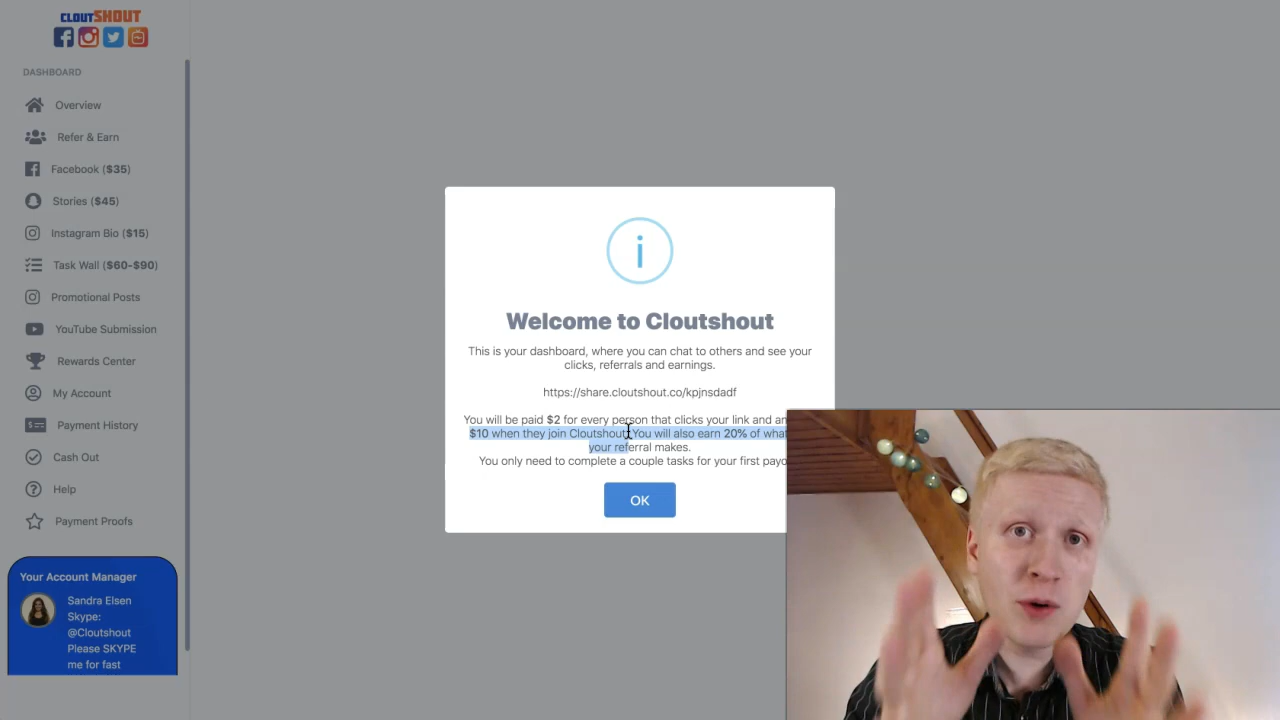 CLOUTSHOUT
DASHBOARD
Overview
Refer & Earn
Facebook ($35)
Stories ($45)
Instagram Bio ($15)
Task Wall ($60-$90)
Promotional Posts
YouTube Submission
Rewards Center
My Account
Payment History
Cash Out
Help
Payment Proofs
Your Account Manager
Sandra Elsen
Skype:
@Cloutshout
Please SKYPE
me for fast
Welcome to Cloutshout
This is your dashboard, where you can chat to others and see your
clicks, referrals and earnings.
https://share.cloutshout.co/kpjnsdadf
You will be paid $2 for every person that clicks your link and
$10 when they join Cloutshout. You will also earn 20% of what
your referral makes.
You only need to complete a couple tasks for your first
OK